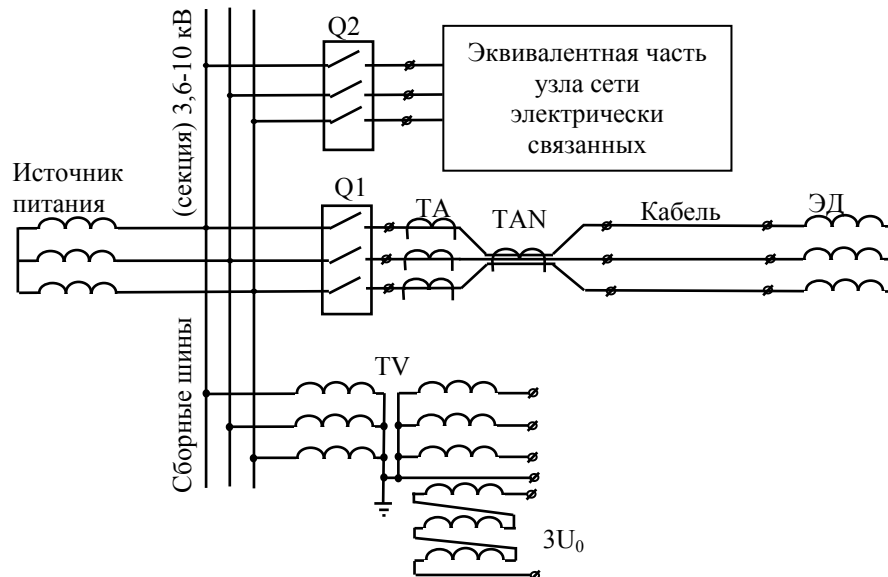 Q2
Эквивалентная часть
узла сети
электрически
связанных
(секция) 3,6-10 кВ
Источник
питания
Q1
TA
TAN
Кабель
ЭД
Сборные шины
TV
3U₀